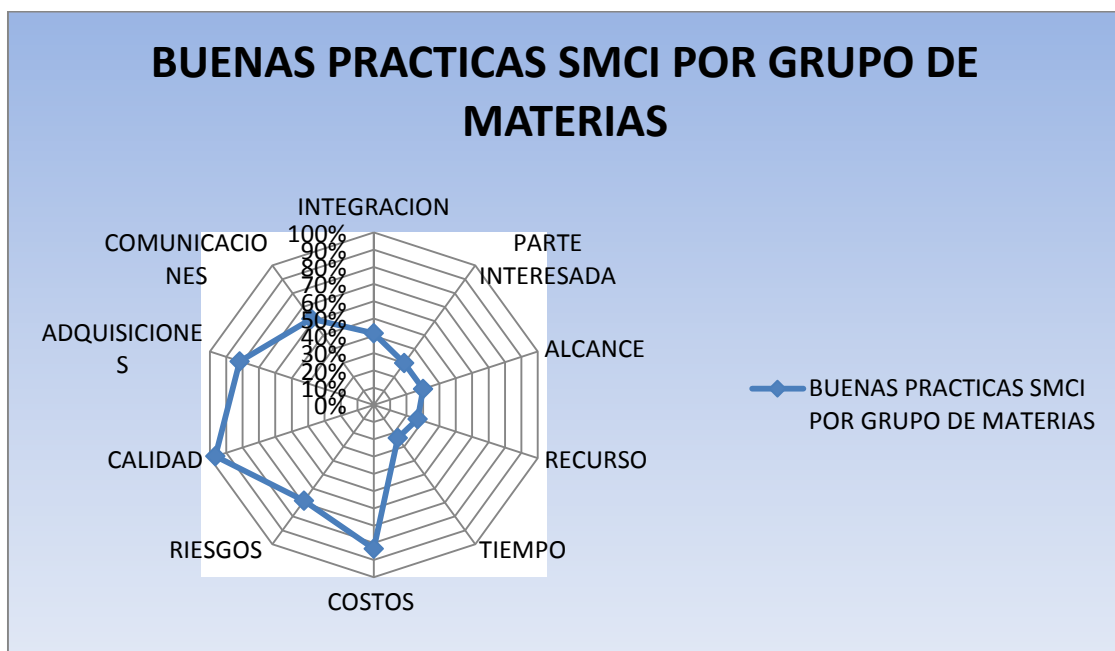 BUENAS PRACTICAS SMCI POR GRUPO DE
MATERIAS
INTEGRACION
PARTE
INTERESADA
ALCANCE
RECURSO
TIEMPO
COSTOS
RIESGOS
CALIDAD
ADQUISICIONE
S
COMUNICACIO
NES
100%
90%
80%
70%
60%
50%
40%
30%
20%
10%
0%
BUENAS PRACTICAS SMCI
POR GRUPO DE MATERIAS